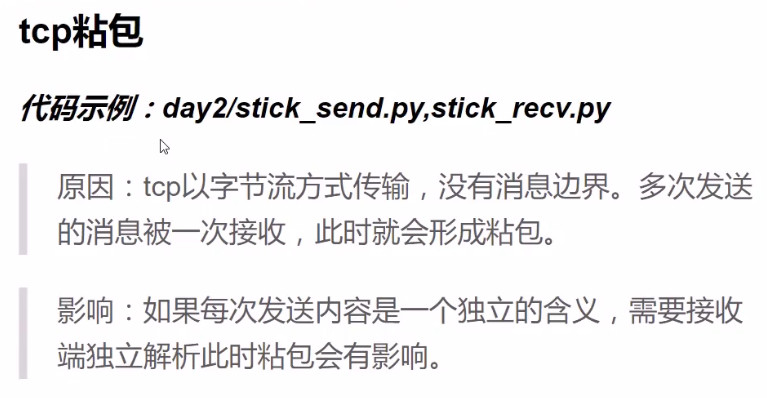 tcp粘包
代码示例：day2/stick_send.py,stick_recv.py
原因：tcp以字节流方式传输，没有消息边界。多次发送
的消息被一次接收，此时就会形成粘包。
影响：如果每次发送内容是一个独立的含义，需要接收
端独立解析此时粘包会有影响。